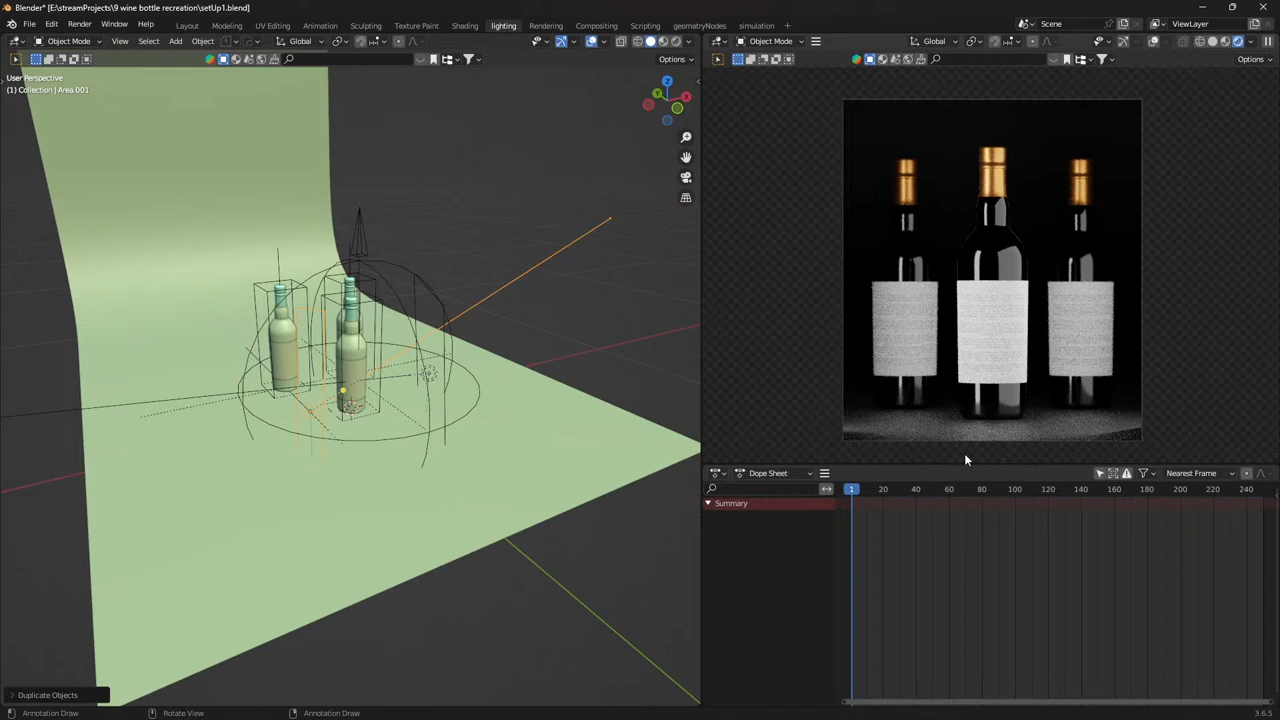 Blender* [E:\streamProjects\9 wine bottle recreation\setUp1.blend]
File Edit Render Window Help Layout Modeling UV Editing Animation Sculpting Texture Paint Shading Rendering Compositing Scripting geometryNodes simulation lighting + Scene ViewLayer
Object Mode View Select Add Object Global
Object Mode Global
Options
Options
User Perspective
(1) Collection | Area.001
Z
Y
X
Dope Sheet Nearest Frame
1 20 40 60 80 100 120 140 160 180 200 220 240
Summary
Duplicate Objects
Annotation Draw Rotate View Annotation Draw 3.6.5